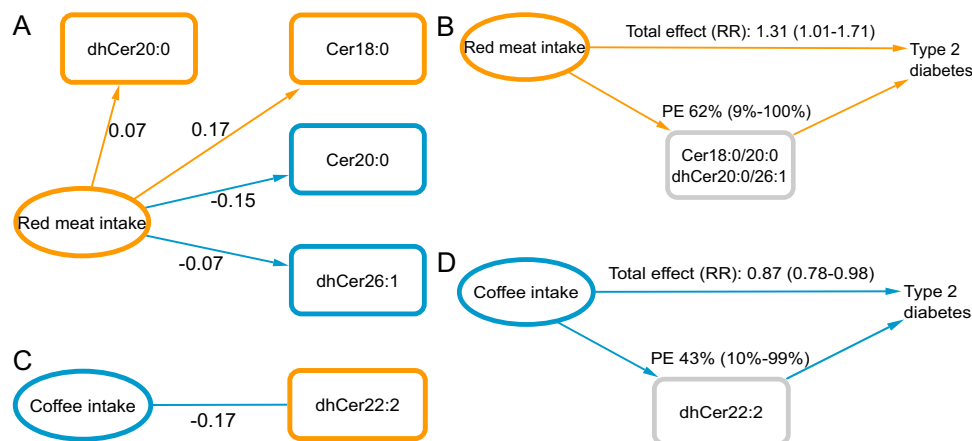 A
dhCer20:0
Cer18:0
0.07
0.17
Cer20:0
Red meat intake
-0.15
-0.07
dhCer26:1
B
Red meat intake
Total effect (RR): 1.31 (1.01-1.71)
Type 2
diabetes
PE 62% (9%-100%)
Cer18:0/20:0
dhCer20:0/26:1
C
Coffee intake
-0.17
dhCer22:2
D
Coffee intake
Total effect (RR): 0.87 (0.78-0.98)
Type 2
diabetes
PE 43% (10%-99%)
dhCer22:2